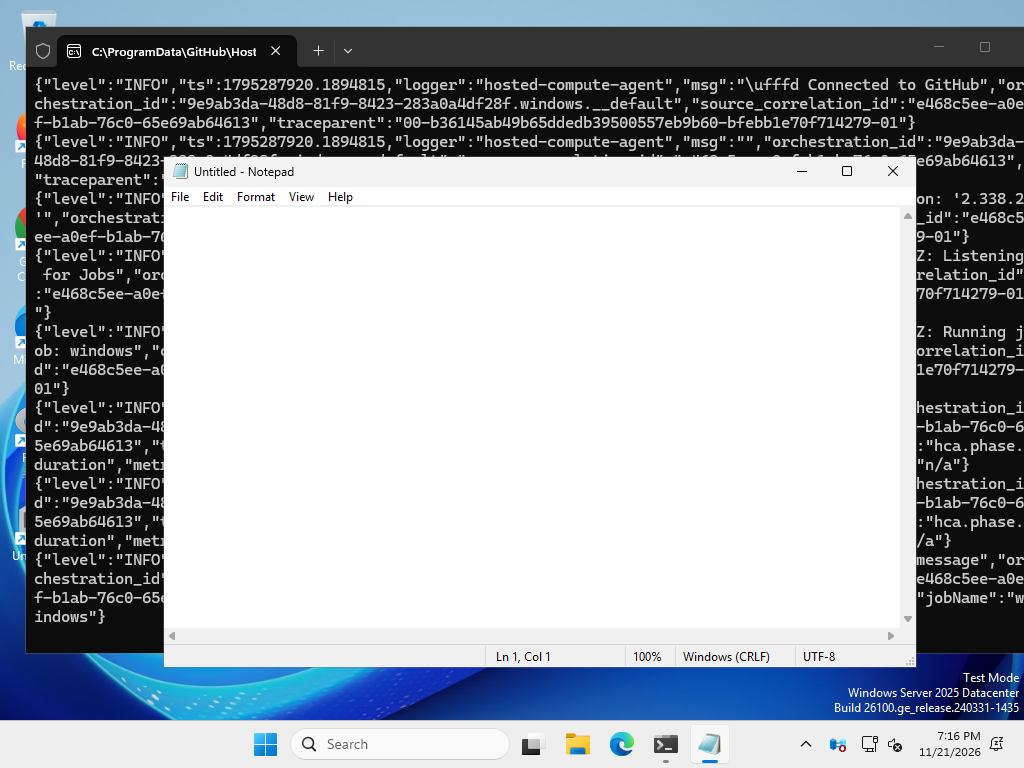 C:\ProgramData\GitHub\Host
{"level":"INFO","ts":1795287920.1894815,"logger":"hosted-compute-agent","msg":"\ufffd Connected to GitHub","or
chestration_id":"9e9ab3da-48d8-81f9-8423-283a0a4df28f.windows.__default","source_correlation_id":"e468c5ee-a0e
f-b1ab-76c0-65e69ab64613","traceparent":"00-b36145ab49b65ddedb39500557eb9b60-bfebb1e70f714279-01"}
{"level":"INFO","ts":1795287920.1894815,"logger":"hosted-compute-agent","msg":"","orchestration_id":"9e9ab3da-
48d8-81f9-8423-
"traceparent":"
{"level":"INFO" on: '2.338.2
'","orchestrati _id":"e468c5
ee-a0ef-b1ab-76 9-01"}
{"level":"INFO" Z: Listening
for Jobs","orc relation_id"
:"e468c5ee-a0ef 70f714279-01
"}
{"level":"INFO" Z: Running j
ob: windows","o orrelation_i
d":"e468c5ee-a0 1e70f714279-
01"}
{"level":"INFO" hestration_i
d":"9e9ab3da-48 -b1ab-76c0-6
5e69ab64613","t :"hca.phase.
duration","metr "n/a"}
{"level":"INFO" hestration_i
d":"9e9ab3da-48 -b1ab-76c0-6
5e69ab64613","t :"hca.phase.
duration","metr /a"}
{"level":"INFO" message","or
chestration_id" e468c5ee-a0e
f-b1ab-76c0-65e "jobName":"w
indows"}
Untitled - Notepad
File Edit Format View Help
Ln 1, Col 1 100% Windows (CRLF) UTF-8
Test Mode
Windows Server 2025 Datacenter
Build 26100.ge_release.240331-1435
Search
7:16 PM
11/21/2026